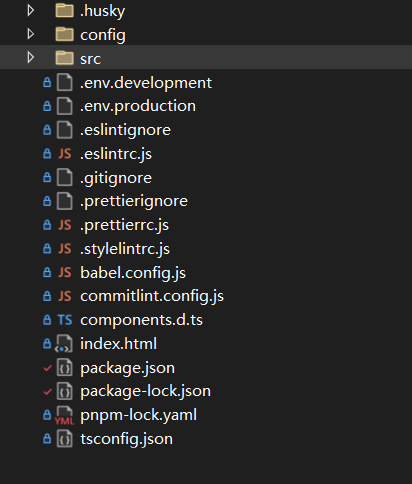 .husky
config
src
.env.development
.env.production
.eslintignore
JS .eslintrc.js
.gitignore
.prettierignore
JS .prettierrc.js
JS .stylelintrc.js
JS babel.config.js
JS commitlint.config.js
TS components.d.ts
index.html
package.json
package-lock.json
YML pnpm-lock.yaml
tsconfig.json